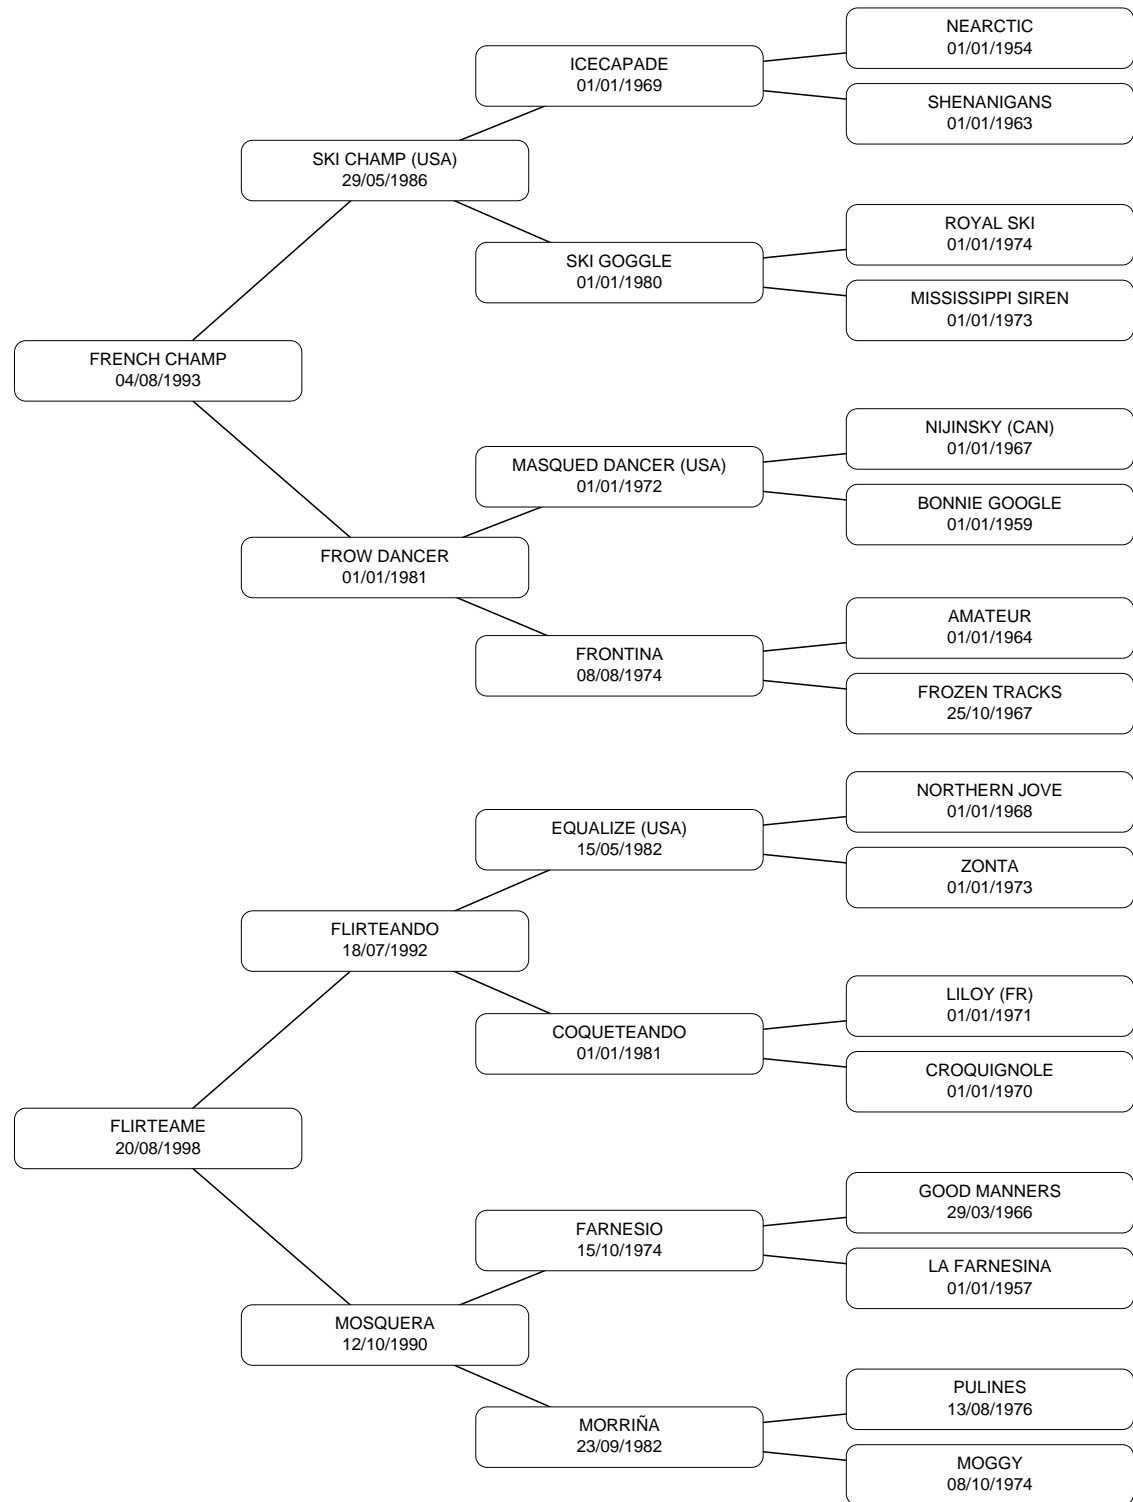 NEARCTIC
01/01/1954
ICECAPADE
01/01/1969
SHENANIGANS
01/01/1963
SKI CHAMP (USA)
29/05/1986
ROYAL SKI
01/01/1974
SKI GOGGLE
01/01/1980
MISSISSIPPI SIREN
01/01/1973
FRENCH CHAMP
04/08/1993
NIJINSKY (CAN)
01/01/1967
MASQUED DANCER (USA)
01/01/1972
BONNIE GOOGLE
01/01/1959
FROW DANCER
01/01/1981
AMATEUR
01/01/1964
FRONTINA
08/08/1974
FROZEN TRACKS
25/10/1967
NORTHERN JOVE
01/01/1968
EQUALIZE (USA)
15/05/1982
ZONTA
01/01/1973
FLIRTEANDO
18/07/1992
LILOY (FR)
01/01/1971
COQUETEANDO
01/01/1981
CROQUIGNOLE
01/01/1970
FLIRTEAME
20/08/1998
GOOD MANNERS
29/03/1966
FARNESIO
15/10/1974
LA FARNESINA
01/01/1957
MOSQUERA
12/10/1990
PULINES
13/08/1976
MORRIÑA
23/09/1982
MOGGY
08/10/1974